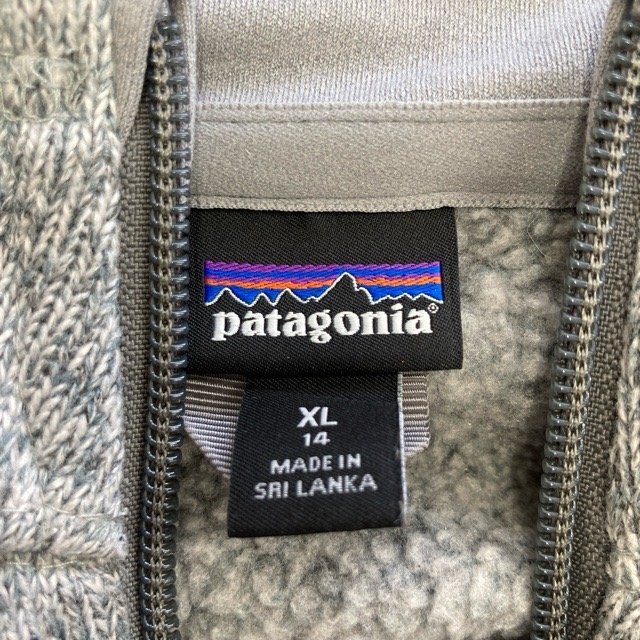 patagonia®
XL
14
MADE IN
SRI LANKA